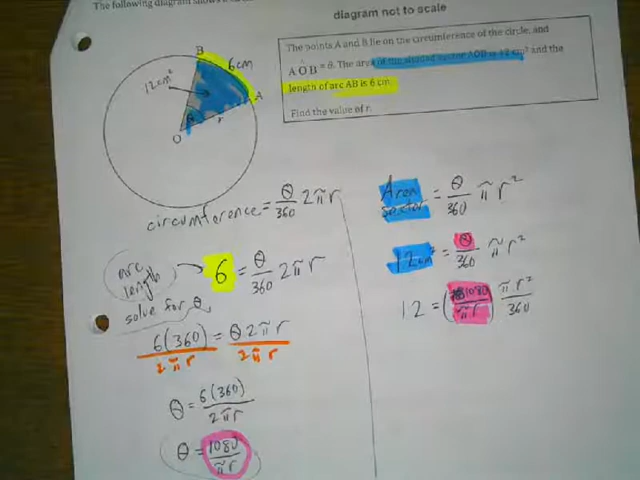 The following diagram shows
diagram not to scale
The points A and B lie on the circumference of the circle, and
AÔB = θ. The area of the shaded sector AOB is 12 cm² and the
length of arc AB is 6 cm.
Find the value of r.
B
6cm
12cm²
A
θ
r
O
circumference = θ/360 2πr
arc length → 6 = θ/360 2πr
solve for θ
6(360)/2πr = θ2πr/2πr
θ = 6(360)/2πr
θ = 1080/πr
Area sector = θ/360 πr²
12cm² = θ/360 πr²
12 = (1080/πr) πr²/360